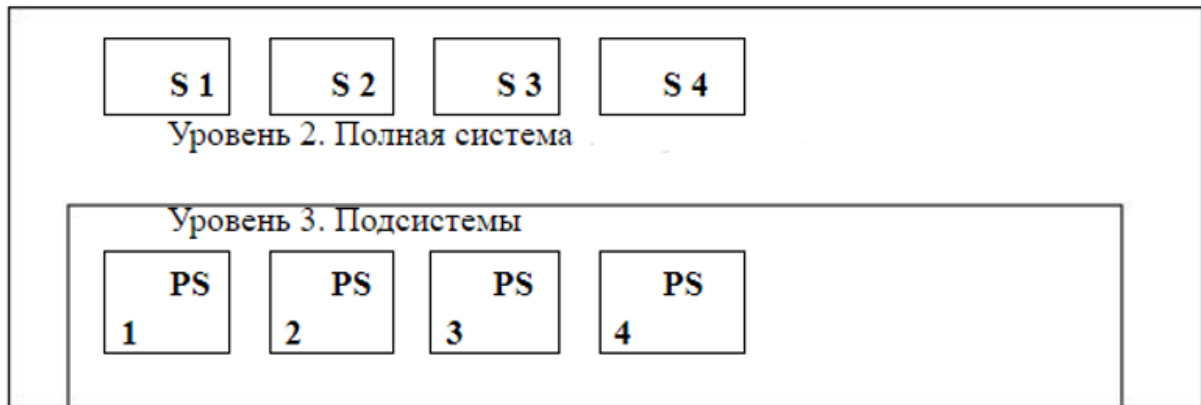 S 1 S 2 S 3 S 4
Уровень 2. Полная система
Уровень 3. Подсистемы
PS PS PS PS
1 2 3 4